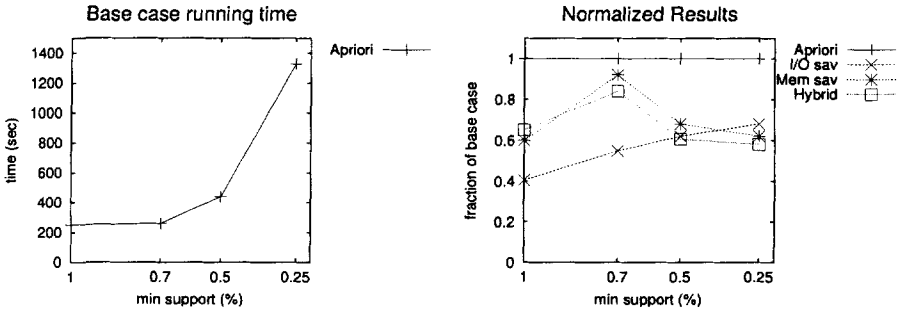 Base case running time
Apriori
1400
1200
1000
800
600
400
200
0
time (sec)
1 0.7 0.5 0.25
min support (%)
Normalized Results
Apriori
I/O sav
Mem sav
Hybrid
1
0.8
0.6
0.4
0.2
0
fraction of base case
1 0.7 0.5 0.25
min support (%)